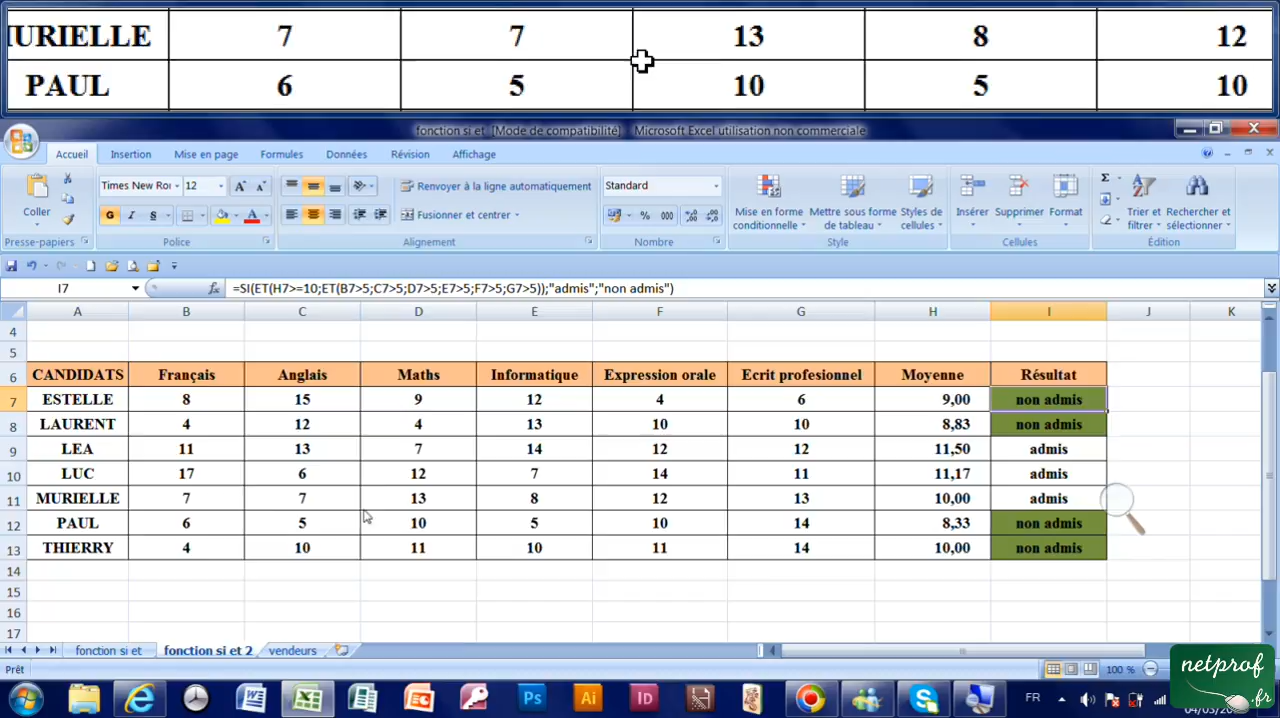 URIELLE 7 7 13 8 12
PAUL 6 5 10 5 10
fonction si et [Mode de compatibilité] - Microsoft Excel utilisation non commerciale
Accueil Insertion Mise en page Formules Données Révision Affichage
Coller Times New Ror 12 Renvoyer à la ligne automatiquement Standard
G I S A Fusionner et centrer % 000
Mise en forme conditionnelle Mettre sous forme de tableau Styles de cellules Insérer Supprimer Format Trier et filtrer Rechercher et sélectionner
Presse-papiers Police Alignement Nombre Style Cellules Édition
I7 fx =SI(ET(H7>=10;ET(B7>5;C7>5;D7>5;E7>5;F7>5;G7>5));"admis";"non admis")
A B C D E F G H I J K
4
5
6 CANDIDATS Français Anglais Maths Informatique Expression orale Ecrit profesionnel Moyenne Résultat
7 ESTELLE 8 15 9 12 4 6 9,00 non admis
8 LAURENT 4 12 4 13 10 10 8,83 non admis
9 LEA 11 13 7 14 12 12 11,50 admis
10 LUC 17 6 12 7 14 11 11,17 admis
11 MURIELLE 7 7 13 8 12 13 10,00 admis
12 PAUL 6 5 10 5 10 14 8,33 non admis
13 THIERRY 4 10 11 10 11 14 10,00 non admis
14
15
16
17
fonction si et fonction si et 2 vendeurs
Prêt 100 %
netprof.fr
Ps Ai ID FR